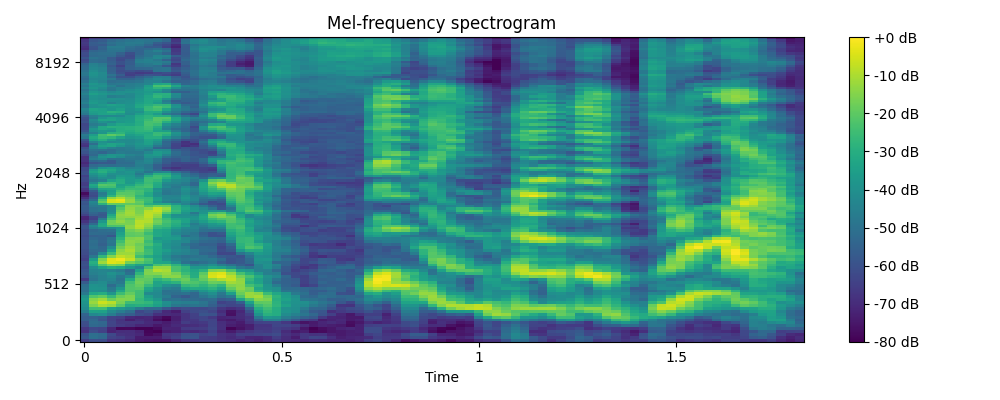 Mel-frequency spectrogram
Hz
8192
4096
2048
1024
512
0
0
0.5
1
1.5
Time
+0 dB
-10 dB
-20 dB
-30 dB
-40 dB
-50 dB
-60 dB
-70 dB
-80 dB